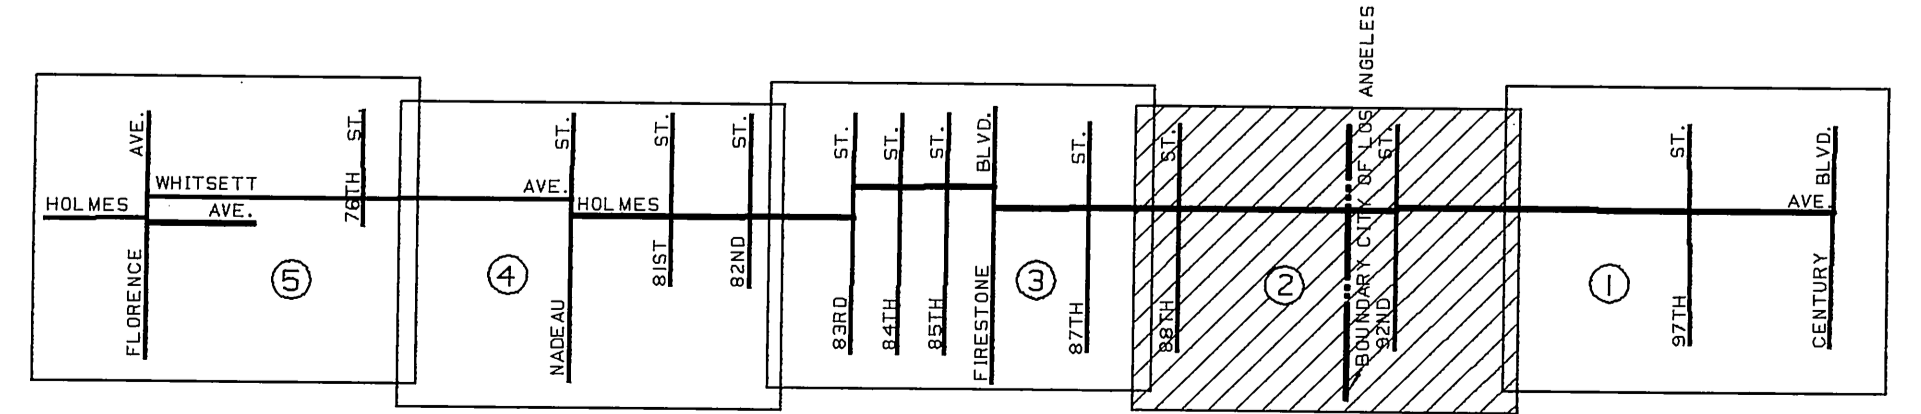 HOLMES
AVE.
FLORENCE AVE.
WHITSETT AVE.
76TH ST.
5
4
NADEAU ST.
HOLMES
81ST ST.
82ND ST.
83RD ST.
84TH ST.
85TH ST.
FIRESTONE BLVD.
3
87TH ST.
88TH ST.
2
BOUNDARY CITY OF LOS ANGELES
92ND ST.
1
97TH ST.
AVE.
CENTURY BLVD.